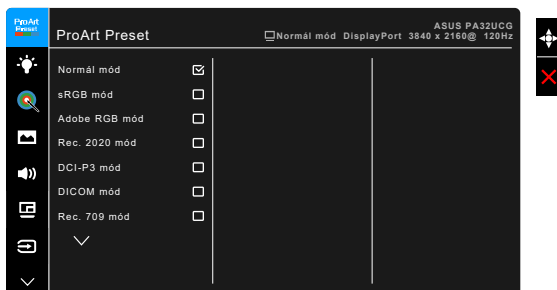 ProArt
Preset
ProArt Preset
ASUS PA32UCG
Normál mód DisplayPort 3840 x 2160@ 120Hz
Normál mód
sRGB mód
Adobe RGB mód
Rec. 2020 mód
DCI-P3 mód
DICOM mód
Rec. 709 mód